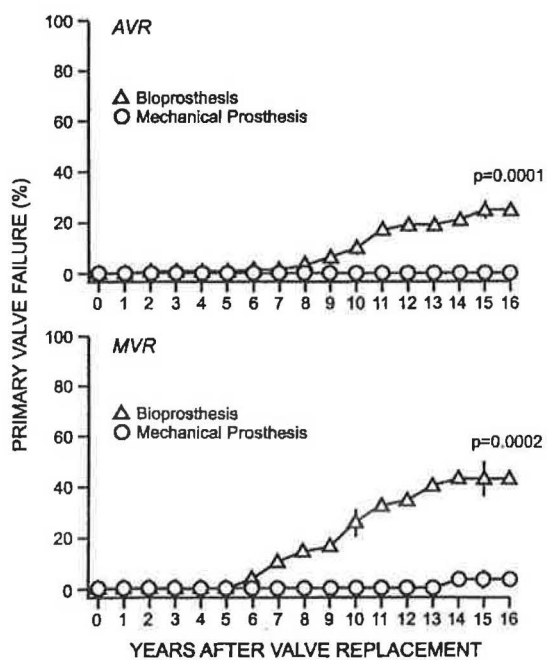 PRIMARY VALVE FAILURE (%)
AVR
100
80
60
40
20
0
Bioprosthesis
Mechanical Prosthesis
p=0.0001
0 1 2 3 4 5 6 7 8 9 10 11 12 13 14 15 16
MVR
100
80
60
40
20
0
Bioprosthesis
Mechanical Prosthesis
p=0.0002
0 1 2 3 4 5 6 7 8 9 10 11 12 13 14 15 16
YEARS AFTER VALVE REPLACEMENT